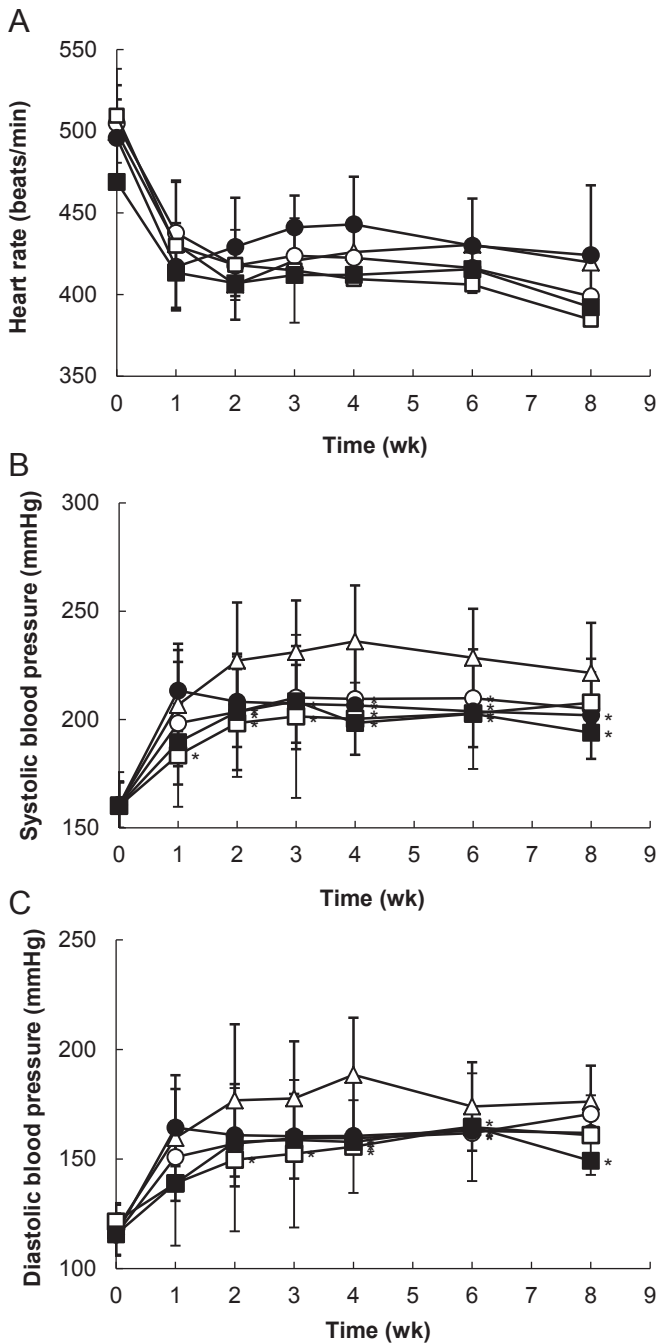 A
Heart rate (beats/min)
550
500
450
400
350
0 1 2 3 4 5 6 7 8 9
Time (wk)
B
Systolic blood pressure (mmHg)
300
250
200
150
0 1 2 3 4 5 6 7 8 9
* * * * * * * * * * * * * * *
Time (wk)
C
Diastolic blood pressure (mmHg)
250
200
150
100
0 1 2 3 4 5 6 7 8 9
* * * * * * * *
Time (wk)